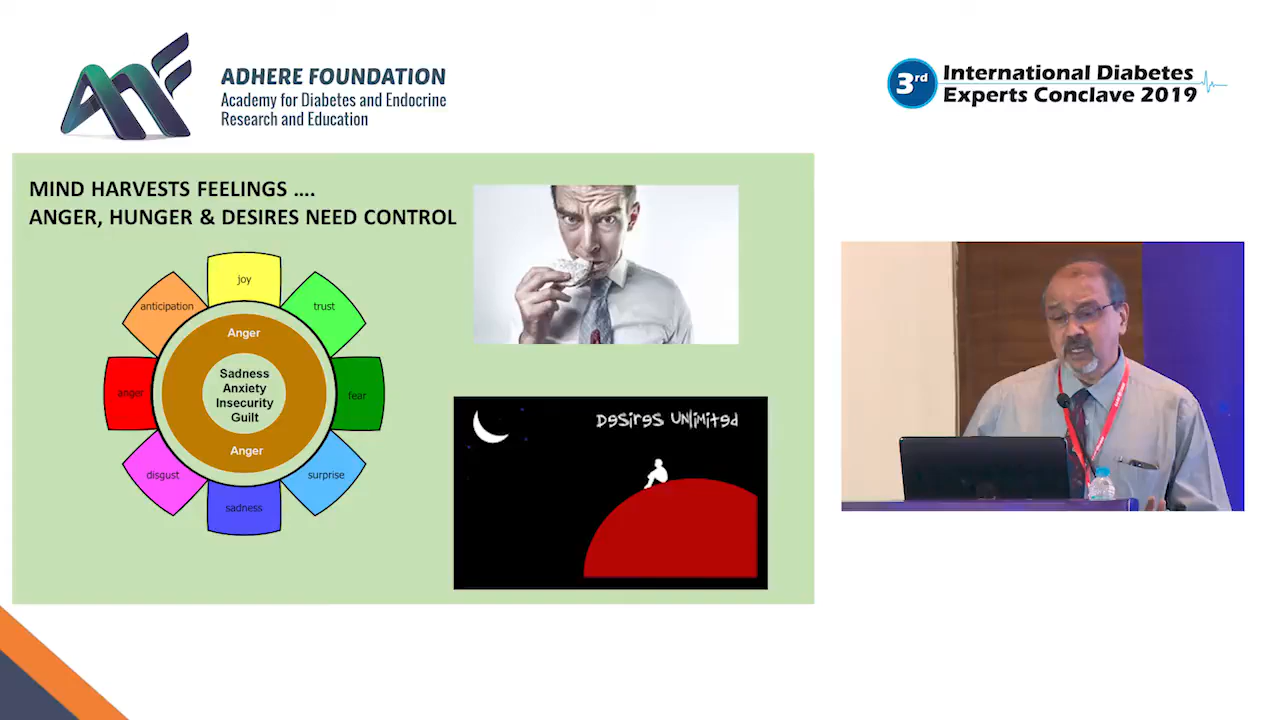 ADHERE FOUNDATION
Academy for Diabetes and Endocrine
Research and Education
3rd
International Diabetes
Experts Conclave 2019
MIND HARVESTS FEELINGS ....
ANGER, HUNGER & DESIRES NEED CONTROL
joy
anticipation
trust
Anger
anger
Sadness
Anxiety
Insecurity
Guilt
fear
Anger
disgust
surprise
sadness
Desires Unlimited